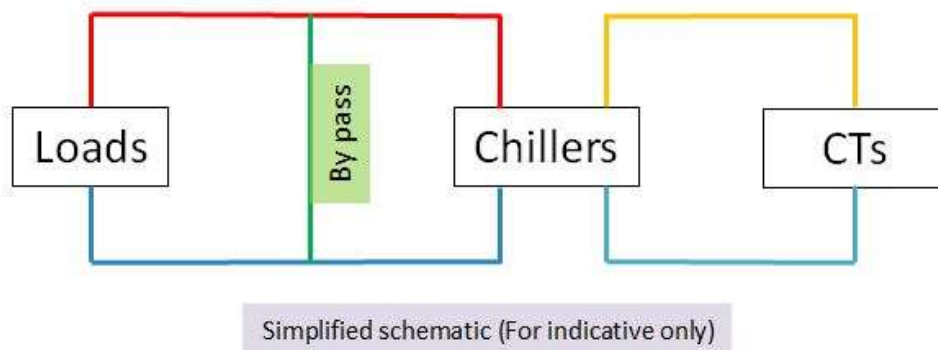 Loads
By pass
Chillers
CTs
Simplified schematic (For indicative only)